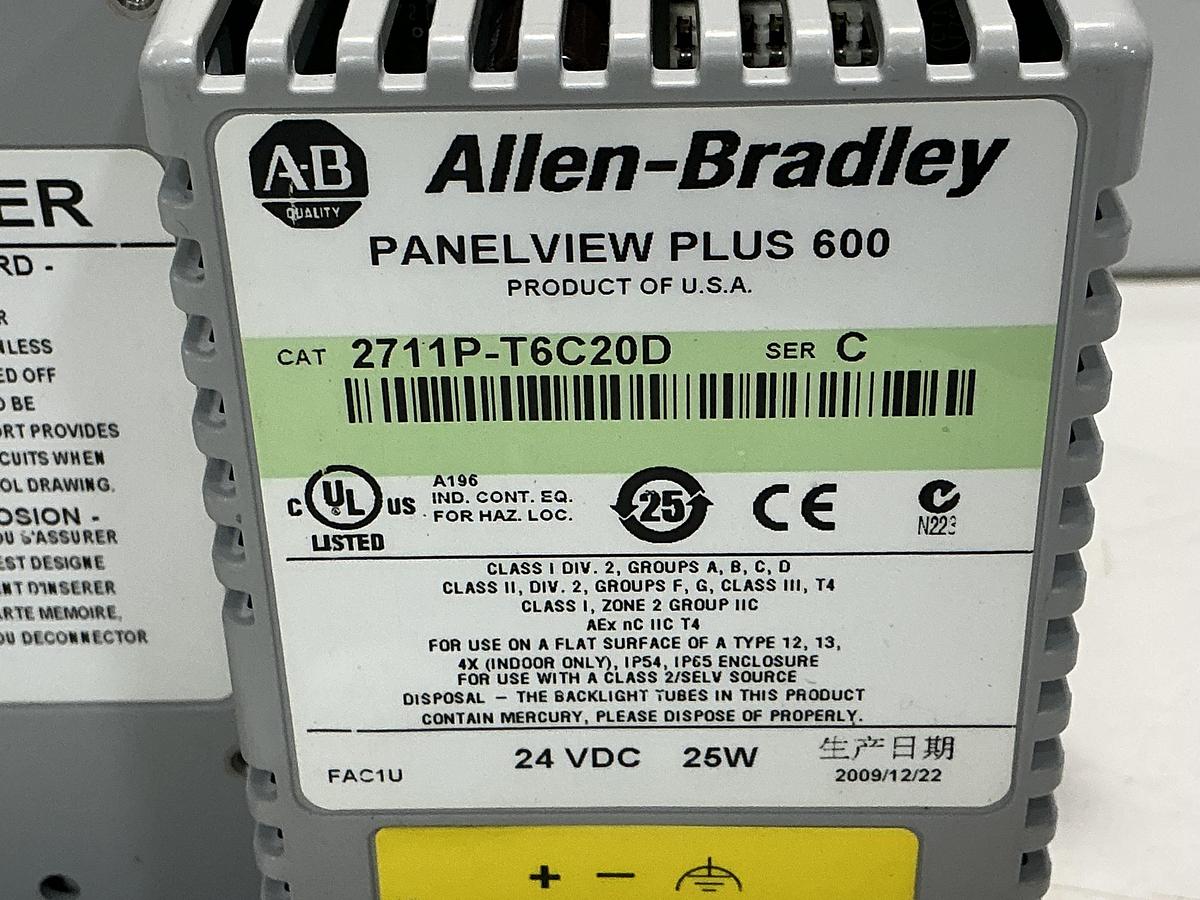 ER
RD -
R
NLESS
ED OFF
O BE
ORT PROVIDES
CUITS WHEN
OL DRAWING.
OSION -
OU S'ASSURER
EST DESIGNE
ANT D'INSERER
ARTE MEMOIRE,
OU DECONNECTOR
A-B
QUALITY
Allen-Bradley
PANELVIEW PLUS 600
PRODUCT OF U.S.A.
CAT 2711P-T6C20D SER C
C UL US
LISTED
A196
IND. CONT. EQ.
FOR HAZ. LOC.
25
CE
N223
CLASS I DIV. 2, GROUPS A, B, C, D
CLASS II, DIV. 2, GROUPS F, G, CLASS III, T4
CLASS I, ZONE 2 GROUP IIC
AEx nC IIC T4
FOR USE ON A FLAT SURFACE OF A TYPE 12, 13,
4X (INDOOR ONLY), IP54, IP65 ENCLOSURE
FOR USE WITH A CLASS 2/SELV SOURCE
DISPOSAL – THE BACKLIGHT TUBES IN THIS PRODUCT
CONTAIN MERCURY, PLEASE DISPOSE OF PROPERLY.
FAC1U
24 VDC 25W
生产日期
2009/12/22
+ −